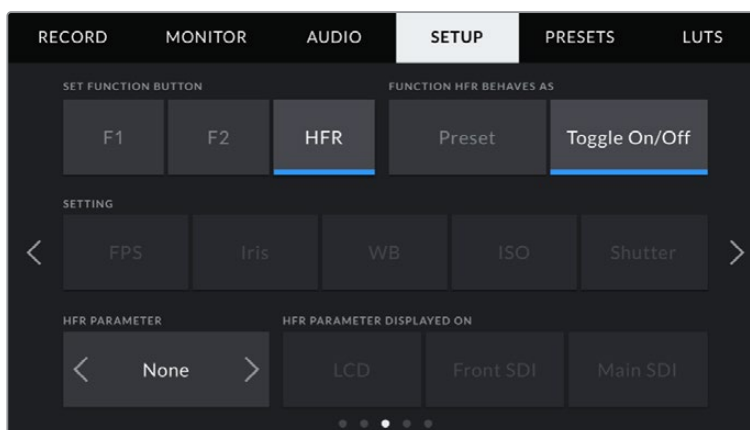 RECORD MONITOR AUDIO SETUP PRESETS LUTS
SET FUNCTION BUTTON FUNCTION HFR BEHAVES AS
F1 F2 HFR Preset Toggle On/Off
SETTING
FPS Iris WB ISO Shutter
HFR PARAMETER HFR PARAMETER DISPLAYED ON
None LCD Front SDI Main SDI